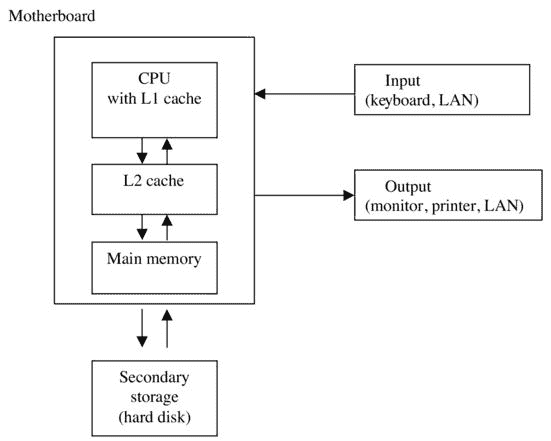 Motherboard
CPU
with L1 cache
L2 cache
Main memory
Input
(keyboard, LAN)
Output
(monitor, printer, LAN)
Secondary
storage
(hard disk)